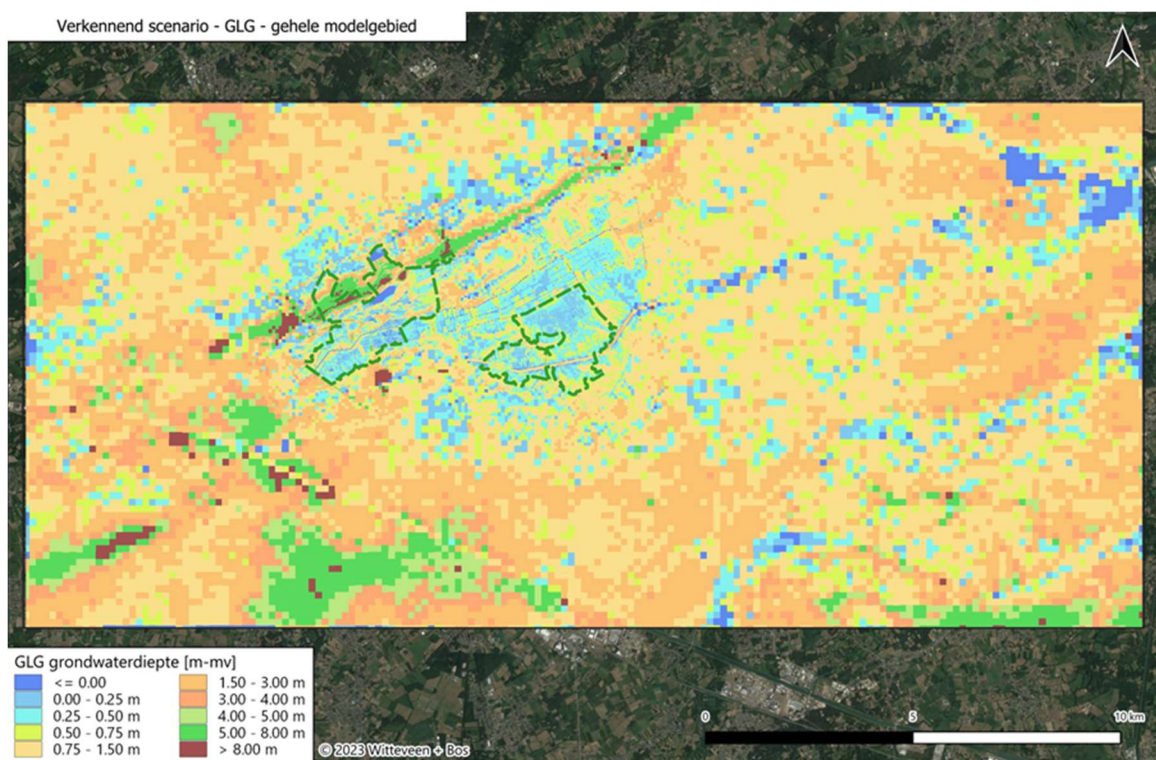 Verkennend scenario - GLG - gehele modelgebied
GLG grondwaterdiepte [m-mv]
<= 0.00
0.00 - 0.25 m
0.25 - 0.50 m
0.50 - 0.75 m
0.75 - 1.50 m
1.50 - 3.00 m
3.00 - 4.00 m
4.00 - 5.00 m
5.00 - 8.00 m
> 8.00 m
© 2023 Witteveen + Bos
0
5
10 km